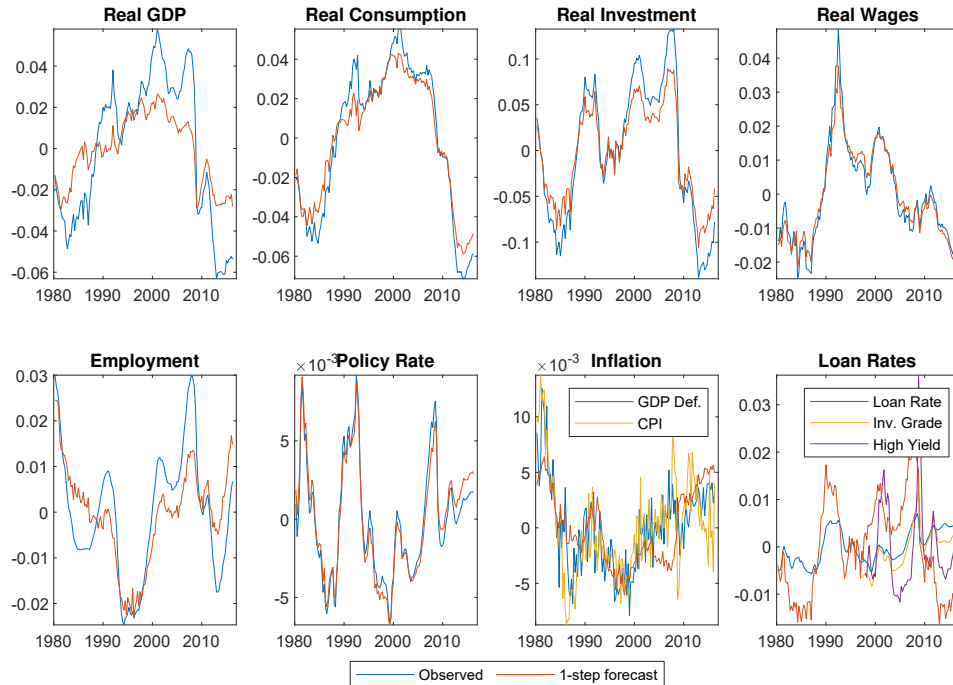 Real GDP
0.04
0.02
0
-0.02
-0.04
-0.06
1980 1990 2000 2010
Real Consumption
0.04
0.02
0
-0.02
-0.04
-0.06
1980 1990 2000 2010
Real Investment
0.1
0.05
0
-0.05
-0.1
1980 1990 2000 2010
Real Wages
0.04
0.03
0.02
0.01
0
-0.01
-0.02
1980 1990 2000 2010
Employment
0.03
0.02
0.01
0
-0.01
-0.02
1980 1990 2000 2010
×10⁻³ Policy Rate
5
0
-5
1980 1990 2000 2010
×10⁻³ Inflation
10
5
0
-5
GDP Def.
CPI
1980 1990 2000 2010
Loan Rates
0.03
0.02
0.01
0
-0.01
Loan Rate
Inv. Grade
High Yield
1980 1990 2000 2010
Observed 1-step forecast